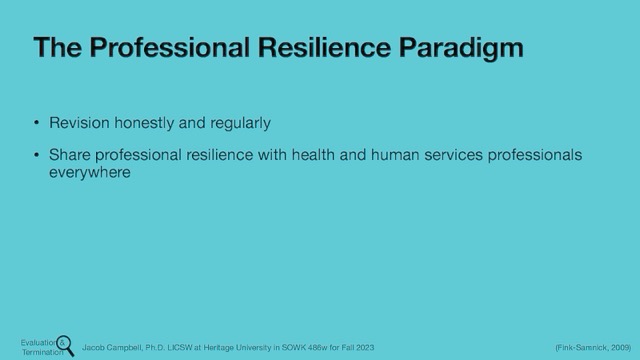 The Professional Resilience Paradigm
• Revision honestly and regularly
• Share professional resilience with health and human services professionals
everywhere
Evaluation &
Termination
Jacob Campbell, Ph.D. LICSW at Heritage University in SOWK 486w for Fall 2023
(Fink-Samnick, 2009)